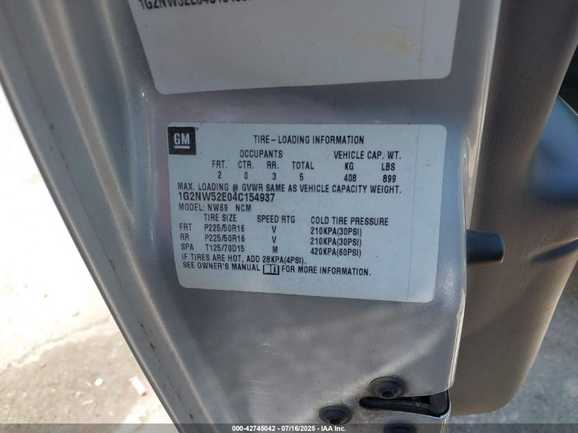 GM
TIRE-LOADING INFORMATION
OCCUPANTS VEHICLE CAP. WT.
FRT. CTR. RR. TOTAL KG LBS
2 0 3 5 408 899
MAX. LOADING @ GVWR SAME AS VEHICLE CAPACITY WEIGHT.
1G2NW52E04C154937
MODEL: NW69 NCM
TIRE SIZE SPEED RTG COLD TIRE PRESSURE
FRT P225/50R16 V 210KPA(30PSI)
RR P225/50R16 V 210KPA(30PSI)
SPA T125/70D15 M 420KPA(60PSI)
IF TIRES ARE HOT, ADD 28KPA(4PSI).
SEE OWNER'S MANUAL FOR MORE INFORMATION.
000-42745042 - 07/16/2025 - IAA Inc.